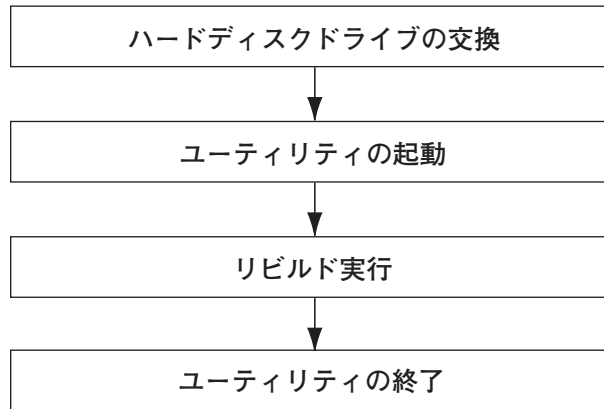 ハードディスクドライブの交換
ユーティリティの起動
リビルド実行
ユーティリティの終了